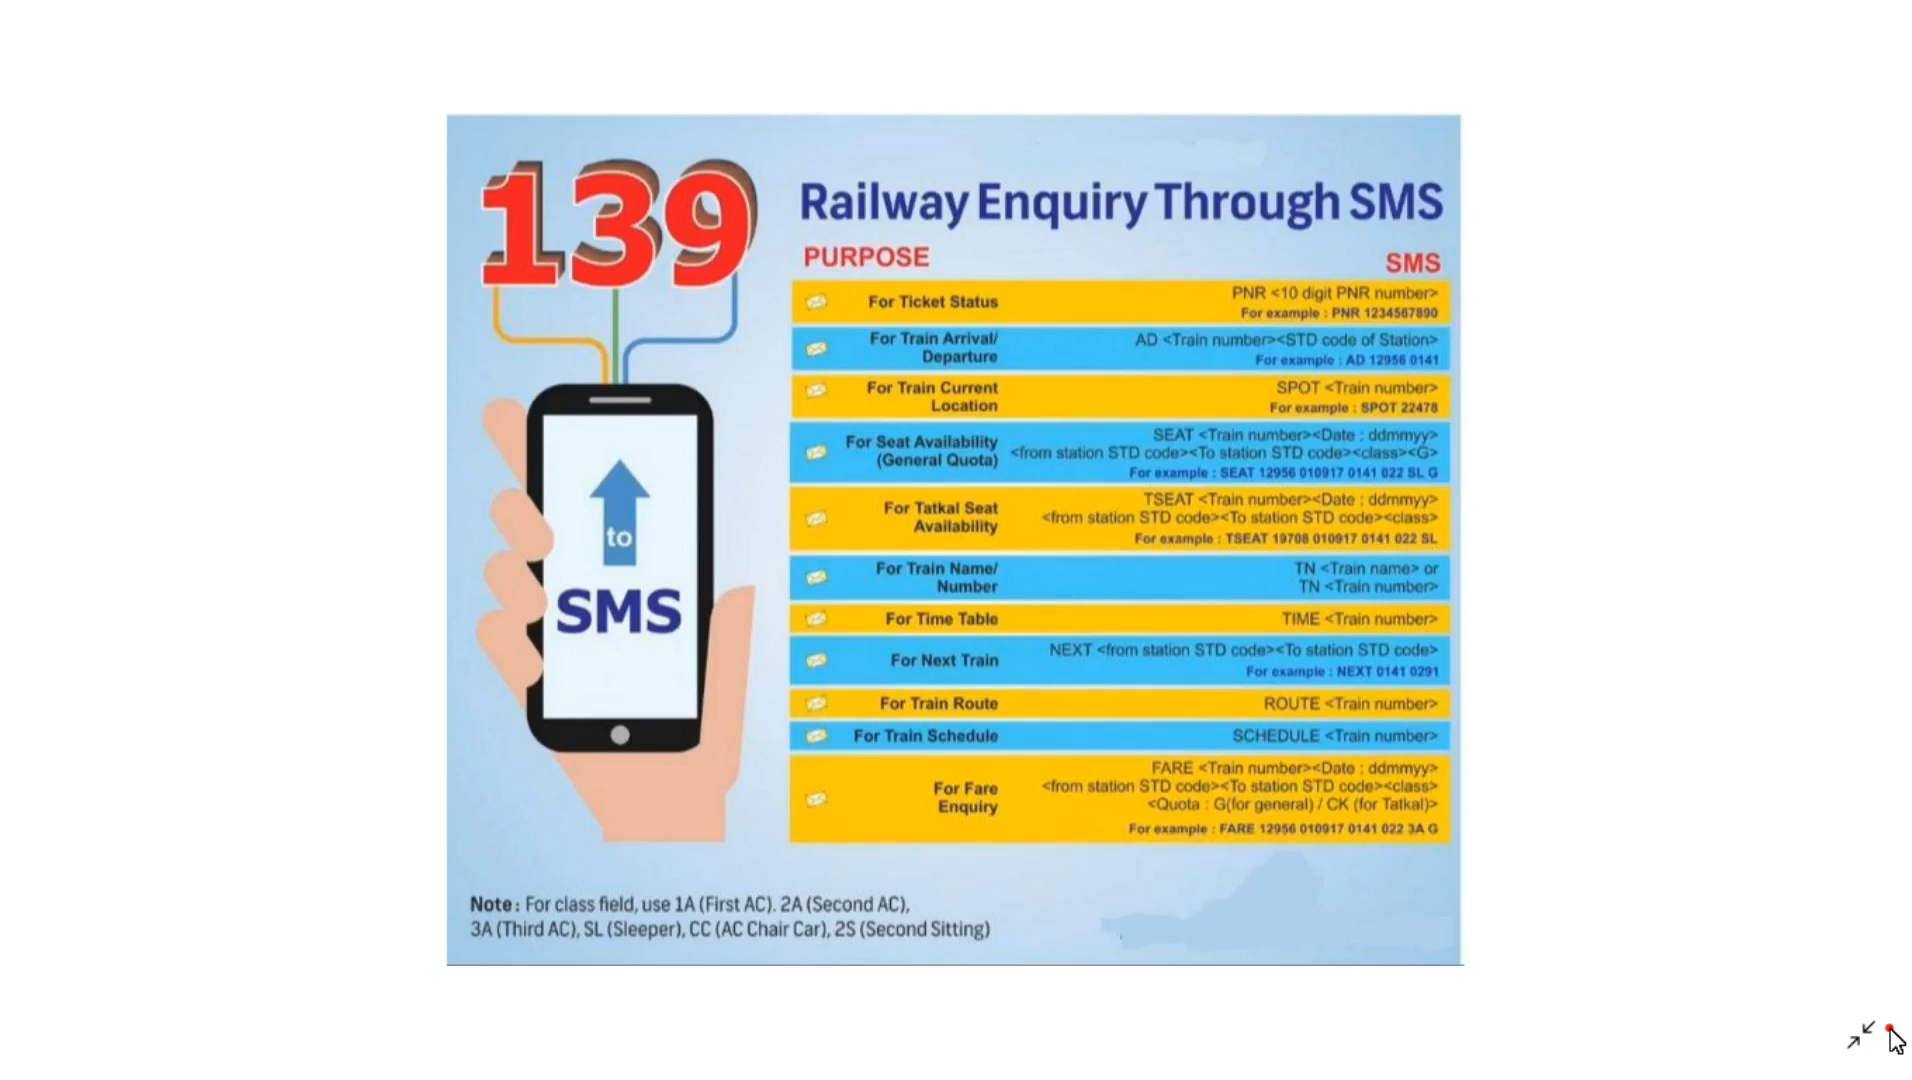 139
Railway Enquiry Through SMS
PURPOSE
SMS
For Ticket Status
PNR <10 digit PNR number>
For example : PNR 1234567890
For Train Arrival/
Departure
AD <Train number><STD code of Station>
For example : AD 12956 0141
For Train Current
Location
SPOT <Train number>
For example : SPOT 22478
For Seat Availability
(General Quota)
SEAT <Train number><Date : ddmmyy>
<from station STD code><To station STD code><class><G>
For example : SEAT 12956 010917 0141 022 SL G
For Tatkal Seat
Availability
TSEAT <Train number><Date : ddmmyy>
<from station STD code><To station STD code><class>
For example : TSEAT 19708 010917 0141 022 SL
For Train Name/
Number
TN <Train name> or
TN <Train number>
For Time Table
TIME <Train number>
For Next Train
NEXT <from station STD code><To station STD code>
For example : NEXT 0141 0291
For Train Route
ROUTE <Train number>
For Train Schedule
SCHEDULE <Train number>
For Fare
Enquiry
FARE <Train number><Date : ddmmyy>
<from station STD code><To station STD code><class>
<Quota : G(for general) / CK (for Tatkal)>
For example : FARE 12956 010917 0141 022 3A G
to
SMS
Note : For class field, use 1A (First AC). 2A (Second AC),
3A (Third AC), SL (Sleeper), CC (AC Chair Car), 2S (Second Sitting)